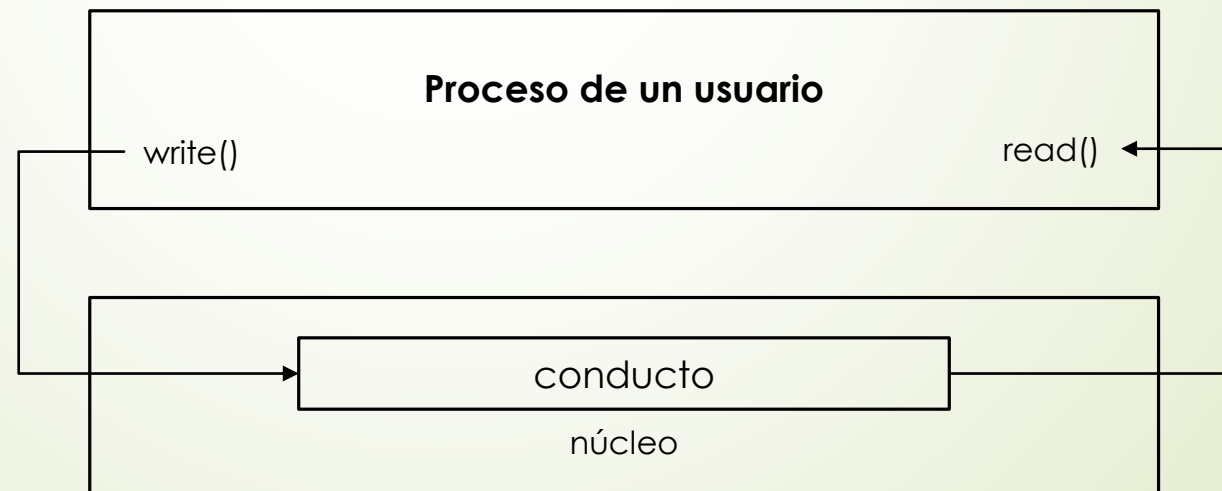 Proceso de un usuario
write()
read()
conducto
núcleo